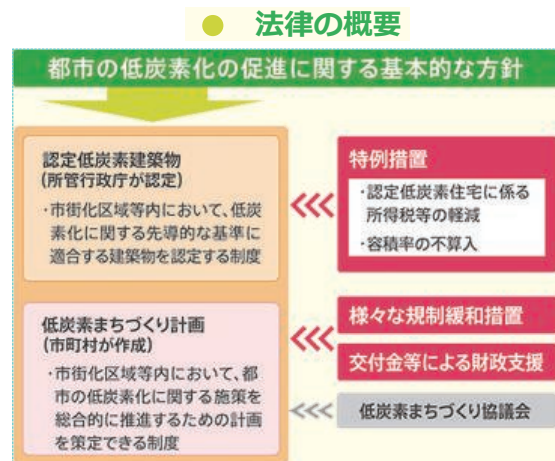 ● 法律の概要
都市の低炭素化の促進に関する基本的な方針
認定低炭素建築物
(所管行政庁が認定)
・市街化区域等内において、低炭
素化に関する先導的な基準に
適合する建築物を認定する制度
特例措置
・認定低炭素住宅に係る
所得税等の軽減
・容積率の不算入
低炭素まちづくり計画
(市町村が作成)
・市街化区域等内において、都
市の低炭素化に関する施策を
総合的に推進するための計画
を策定できる制度
様々な規制緩和措置
交付金等による財政支援
低炭素まちづくり協議会